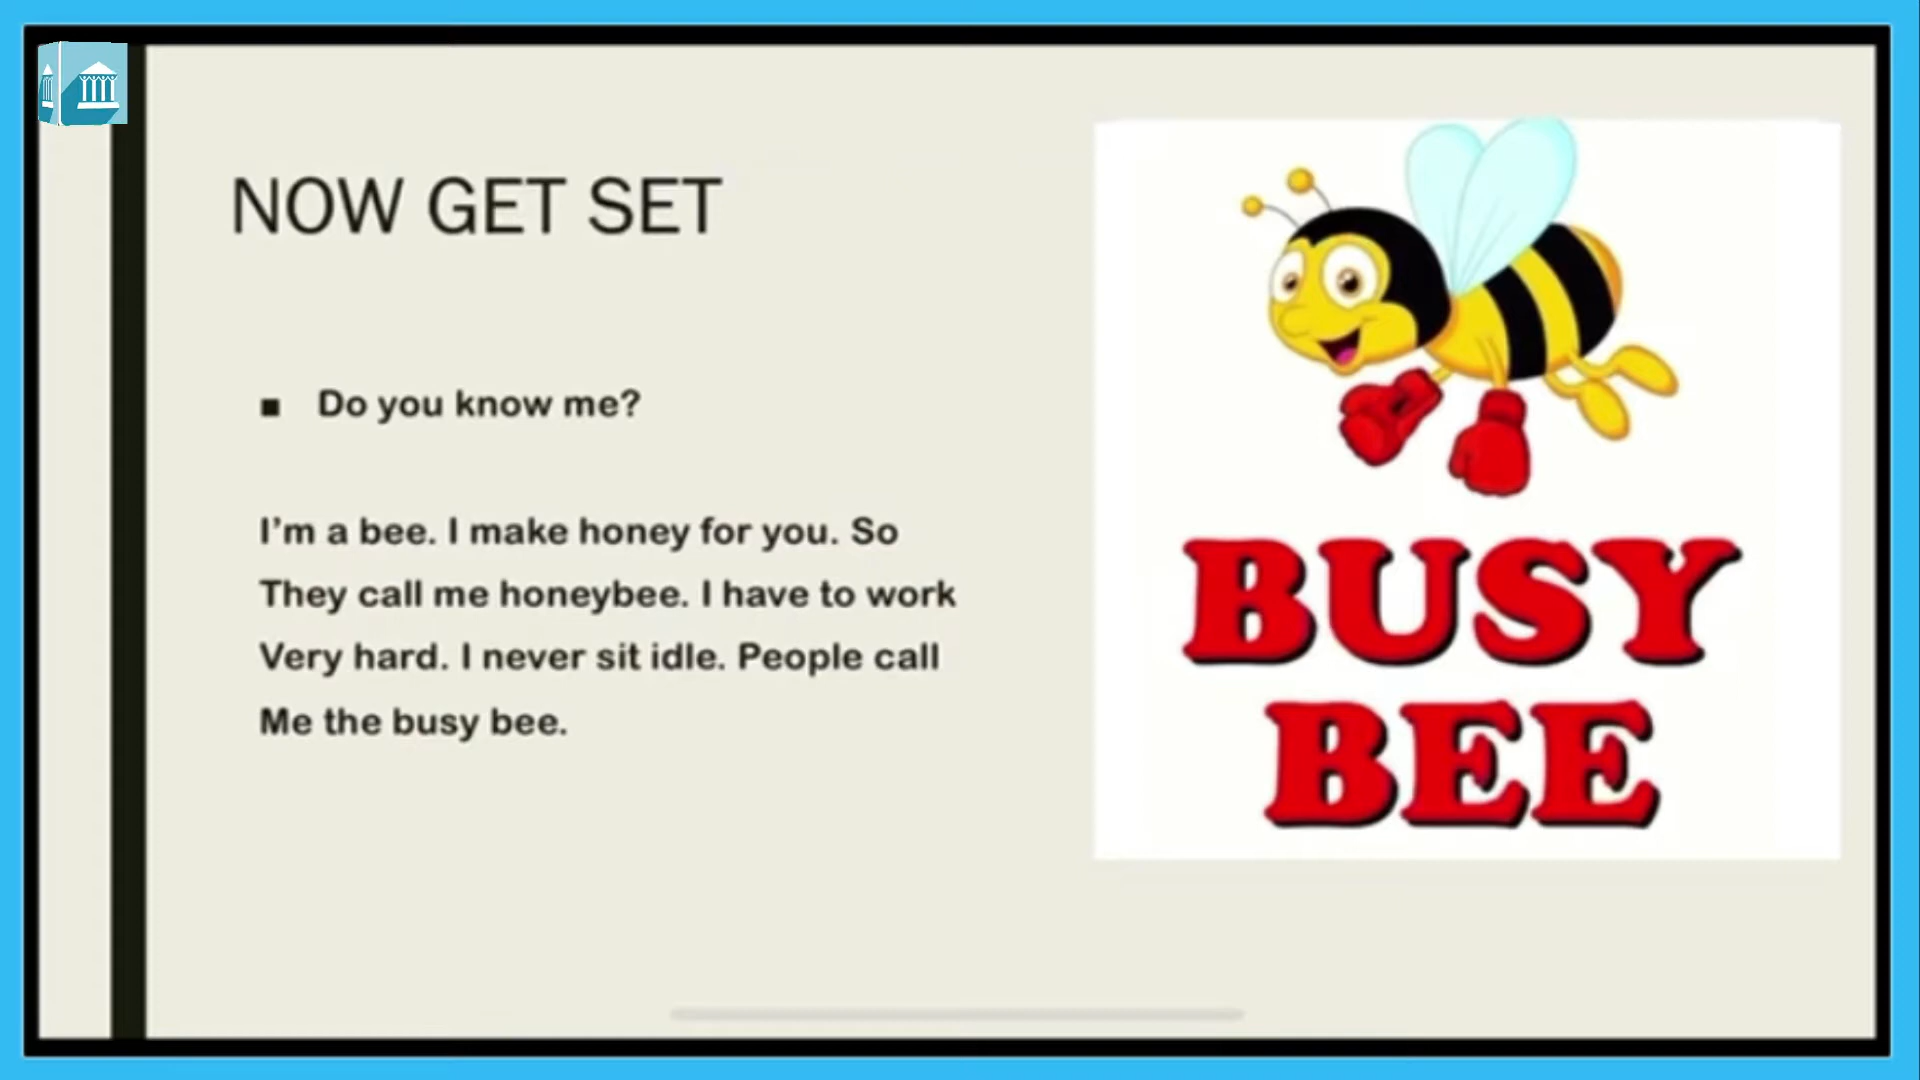 NOW GET SET
Do you know me?
I'm a bee. I make honey for you. So
They call me honeybee. I have to work
Very hard. I never sit idle. People call
Me the busy bee.
BUSY
BEE